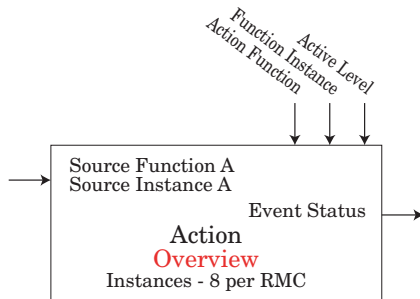 Action Function
Function Instance
Active Level
Source Function A
Source Instance A
Event Status
Action
Overview
Instances - 8 per RMC